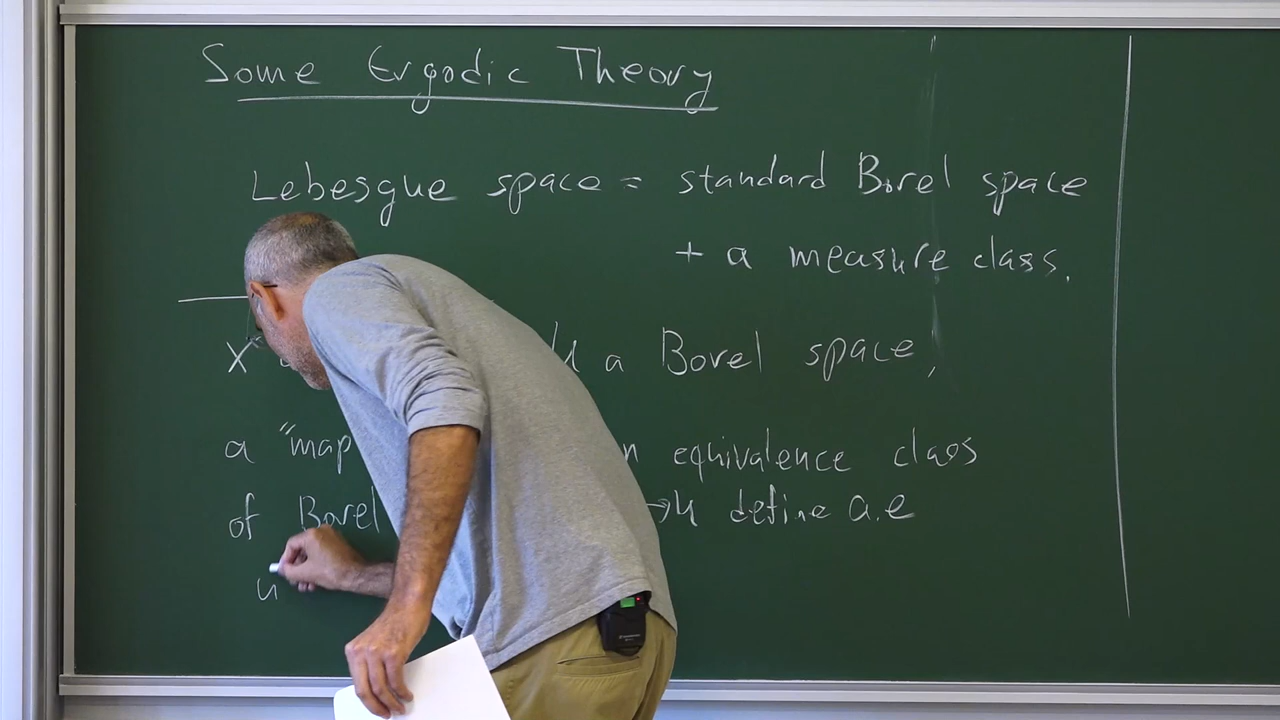 Some Ergodic Theory
Lebesgue space = standard Borel space
+ a measure class.
X U a Borel space,
a "map equivalence class
of Borel →U define a.e
u